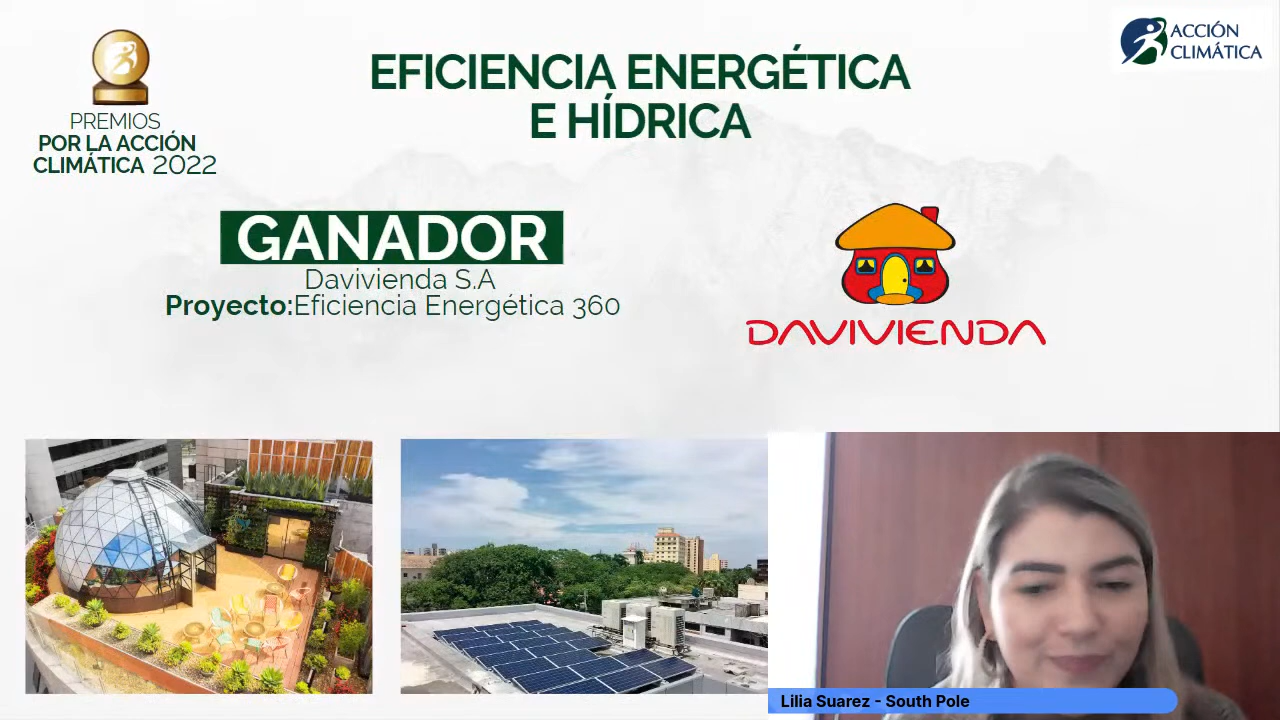 EFICIENCIA ENERGÉTICA
E HÍDRICA
ACCIÓN
CLIMÁTICA
PREMIOS
POR LA ACCIÓN
CLIMÁTICA 2022
GANADOR
Davivienda S.A
Proyecto:Eficiencia Energética 360
DAVIVIENDA
Lilia Suarez - South Pole